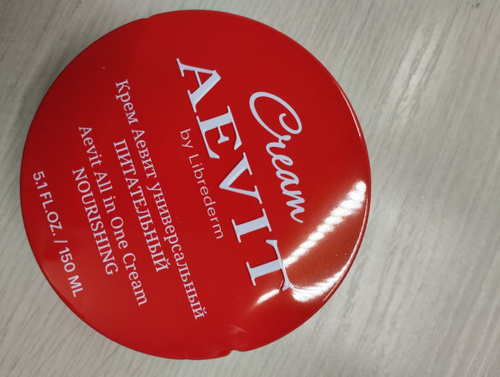 Cream
AEVIT
by Librederm
Крем Аевит универсальный
ПИТАТЕЛЬНЫЙ
Aevit All in One Cream
NOURISHING
5.1 FL.OZ. / 150 ML